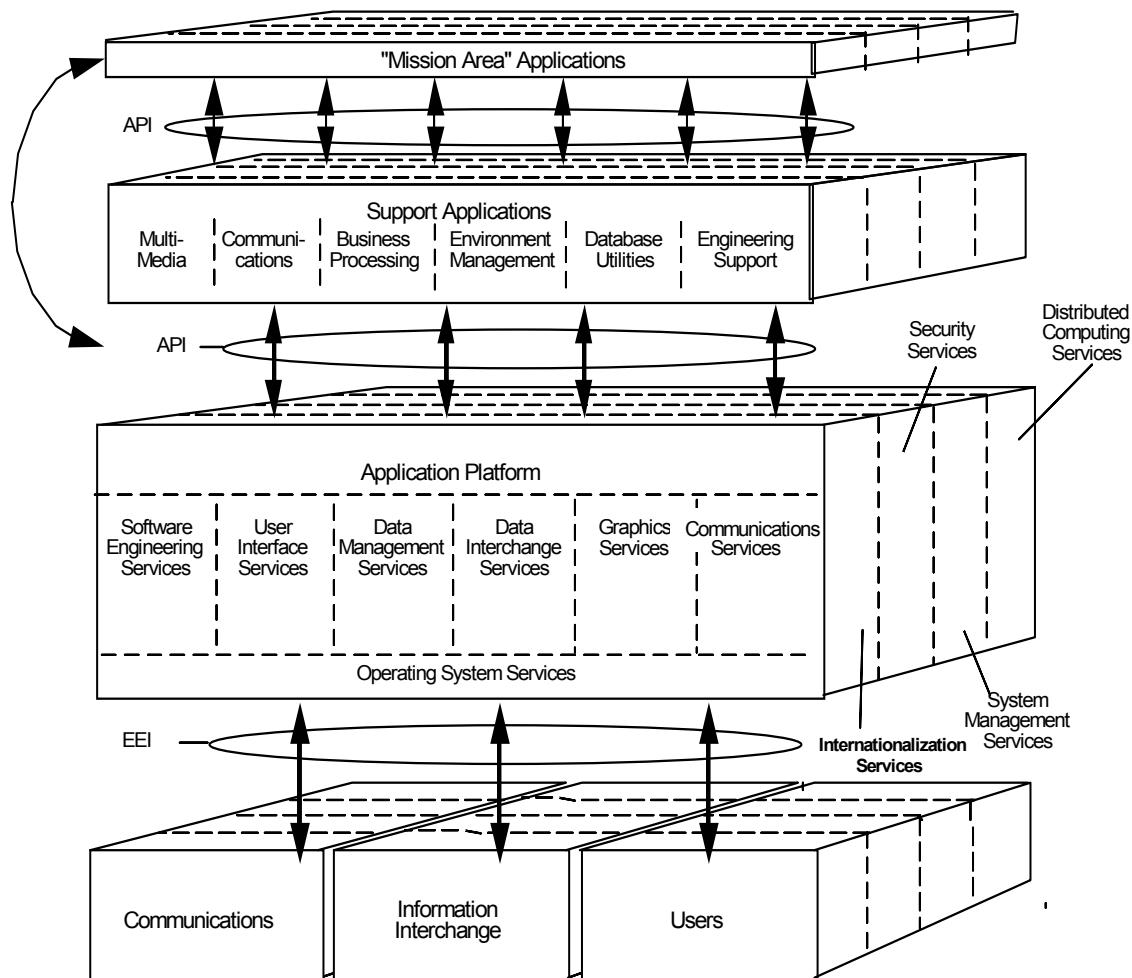 "Mission Area" Applications
API
Support Applications
Multi-
Media
Communi-
cations
Business
Processing
Environment
Management
Database
Utilities
Engineering
Support
API
Security
Services
Distributed
Computing
Services
Application Platform
Software
Engineering
Services
User
Interface
Services
Data
Management
Services
Data
Interchange
Services
Graphics
Services
Communications
Services
Operating System Services
System
Management
Services
EEI
Internationalization
Services
Communications
Information
Interchange
Users